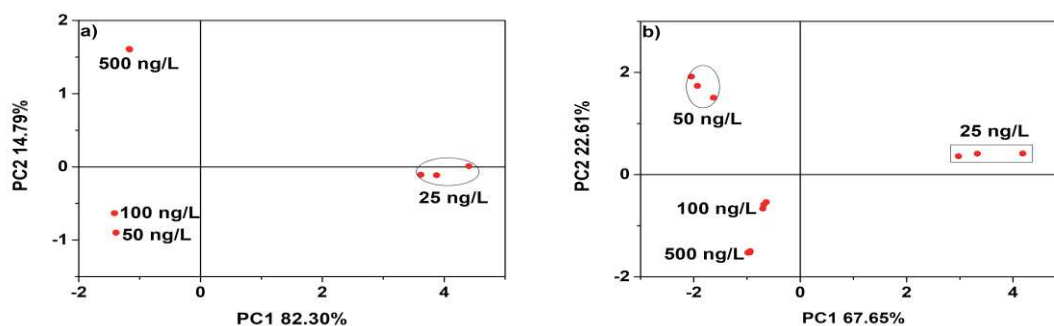 a)
2
1
0
-1
-2
0
2
4
500 ng/L
100 ng/L
50 ng/L
25 ng/L
PC2 14.79%
PC1 82.30%
b)
2
0
-2
-2
0
2
4
50 ng/L
25 ng/L
100 ng/L
500 ng/L
PC2 22.61%
PC1 67.65%